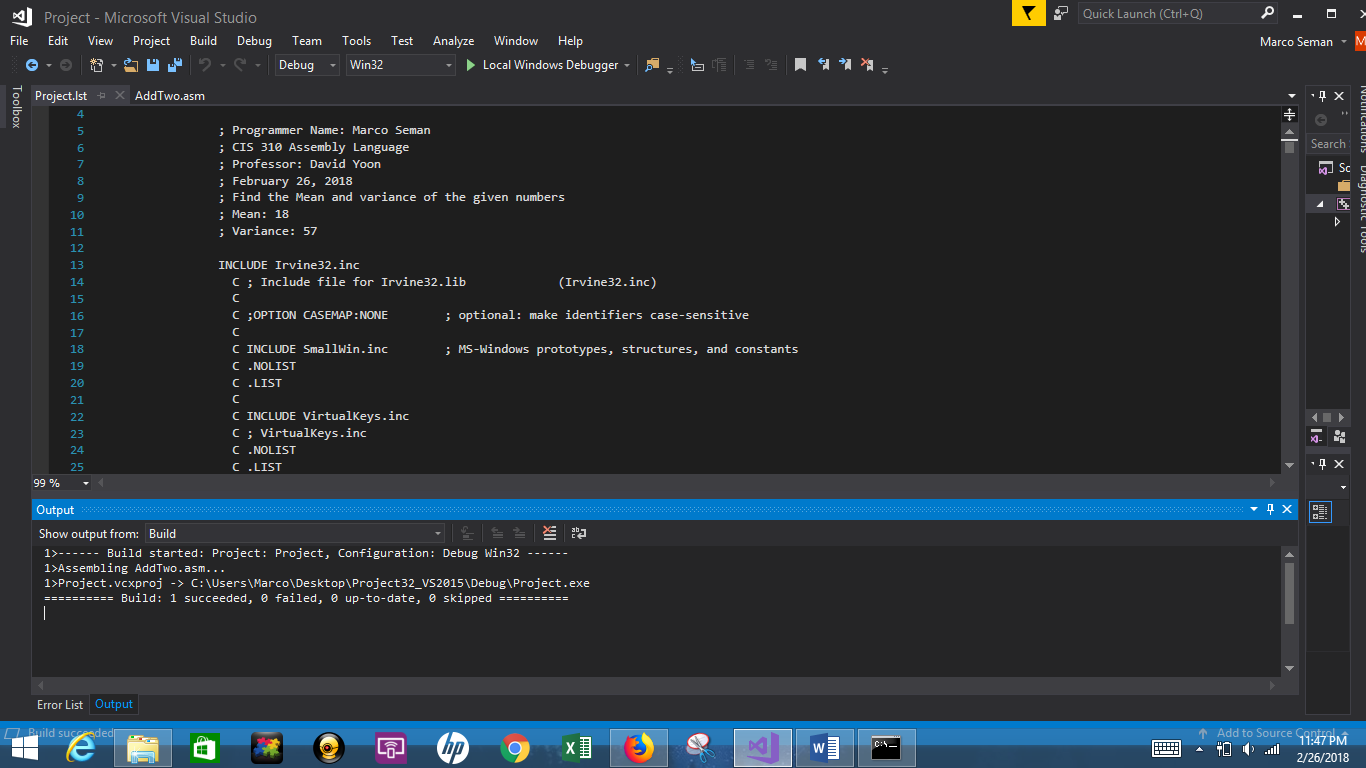 Project - Microsoft Visual Studio
Quick Launch (Ctrl+Q)
File Edit View Project Build Debug Team Tools Test Analyze Window Help
Marco Seman
M
Debug Win32 Local Windows Debugger
Toolbox
Project.lst AddTwo.asm
4
5 ; Programmer Name: Marco Seman
6 ; CIS 310 Assembly Language
7 ; Professor: David Yoon
8 ; February 26, 2018
9 ; Find the Mean and variance of the given numbers
10 ; Mean: 18
11 ; Variance: 57
12
13 INCLUDE Irvine32.inc
14 C ; Include file for Irvine32.lib (Irvine32.inc)
15 C
16 C ;OPTION CASEMAP:NONE ; optional: make identifiers case-sensitive
17 C
18 C INCLUDE SmallWin.inc ; MS-Windows prototypes, structures, and constants
19 C .NOLIST
20 C .LIST
21 C
22 C INCLUDE VirtualKeys.inc
23 C ; VirtualKeys.inc
24 C .NOLIST
25 C .LIST
99 %
Search
So
Notifications
Diagnostic Tools
Output
Show output from: Build
1>------ Build started: Project: Project, Configuration: Debug Win32 ------
1>Assembling AddTwo.asm...
1>Project.vcxproj -> C:\Users\Marco\Desktop\Project32_VS2015\Debug\Project.exe
========== Build: 1 succeeded, 0 failed, 0 up-to-date, 0 skipped ==========
Error List Output
Build succeeded
Add to Source Control
11:47 PM
2/26/2018